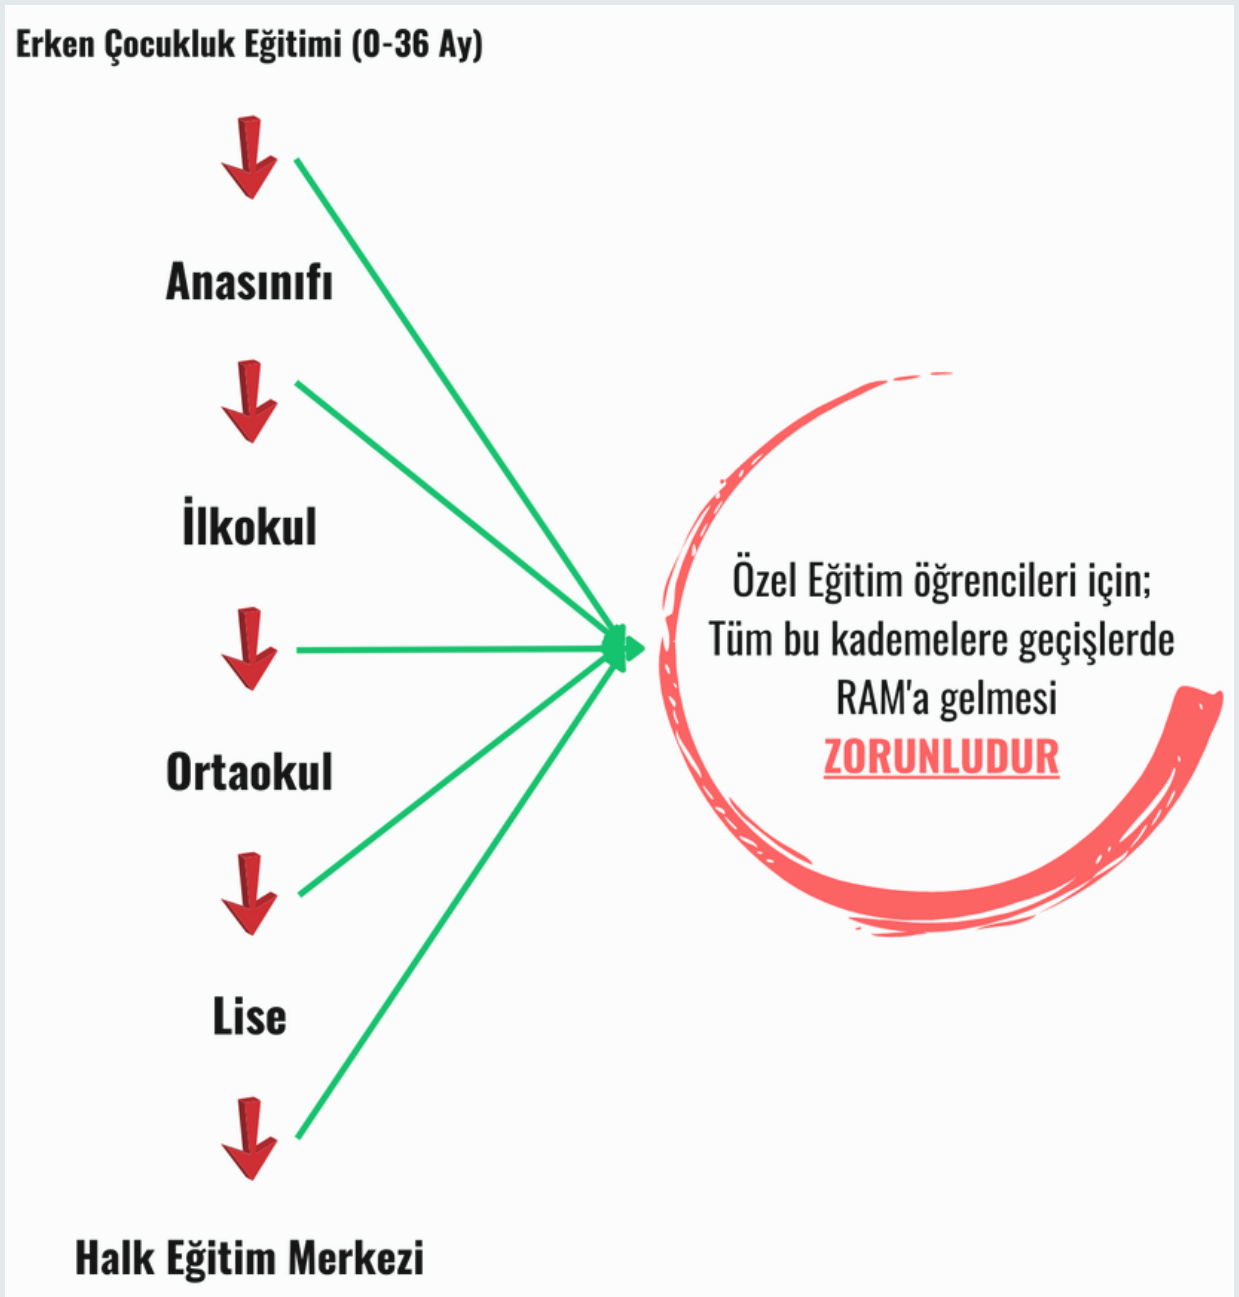 Erken Çocukluk Eğitimi (0-36 Ay)
Anasınıfı
İlkokul
Ortaokul
Lise
Halk Eğitim Merkezi
Özel Eğitim öğrencileri için;
Tüm bu kademelere geçişlerde
RAM'a gelmesi
ZORUNLUDUR